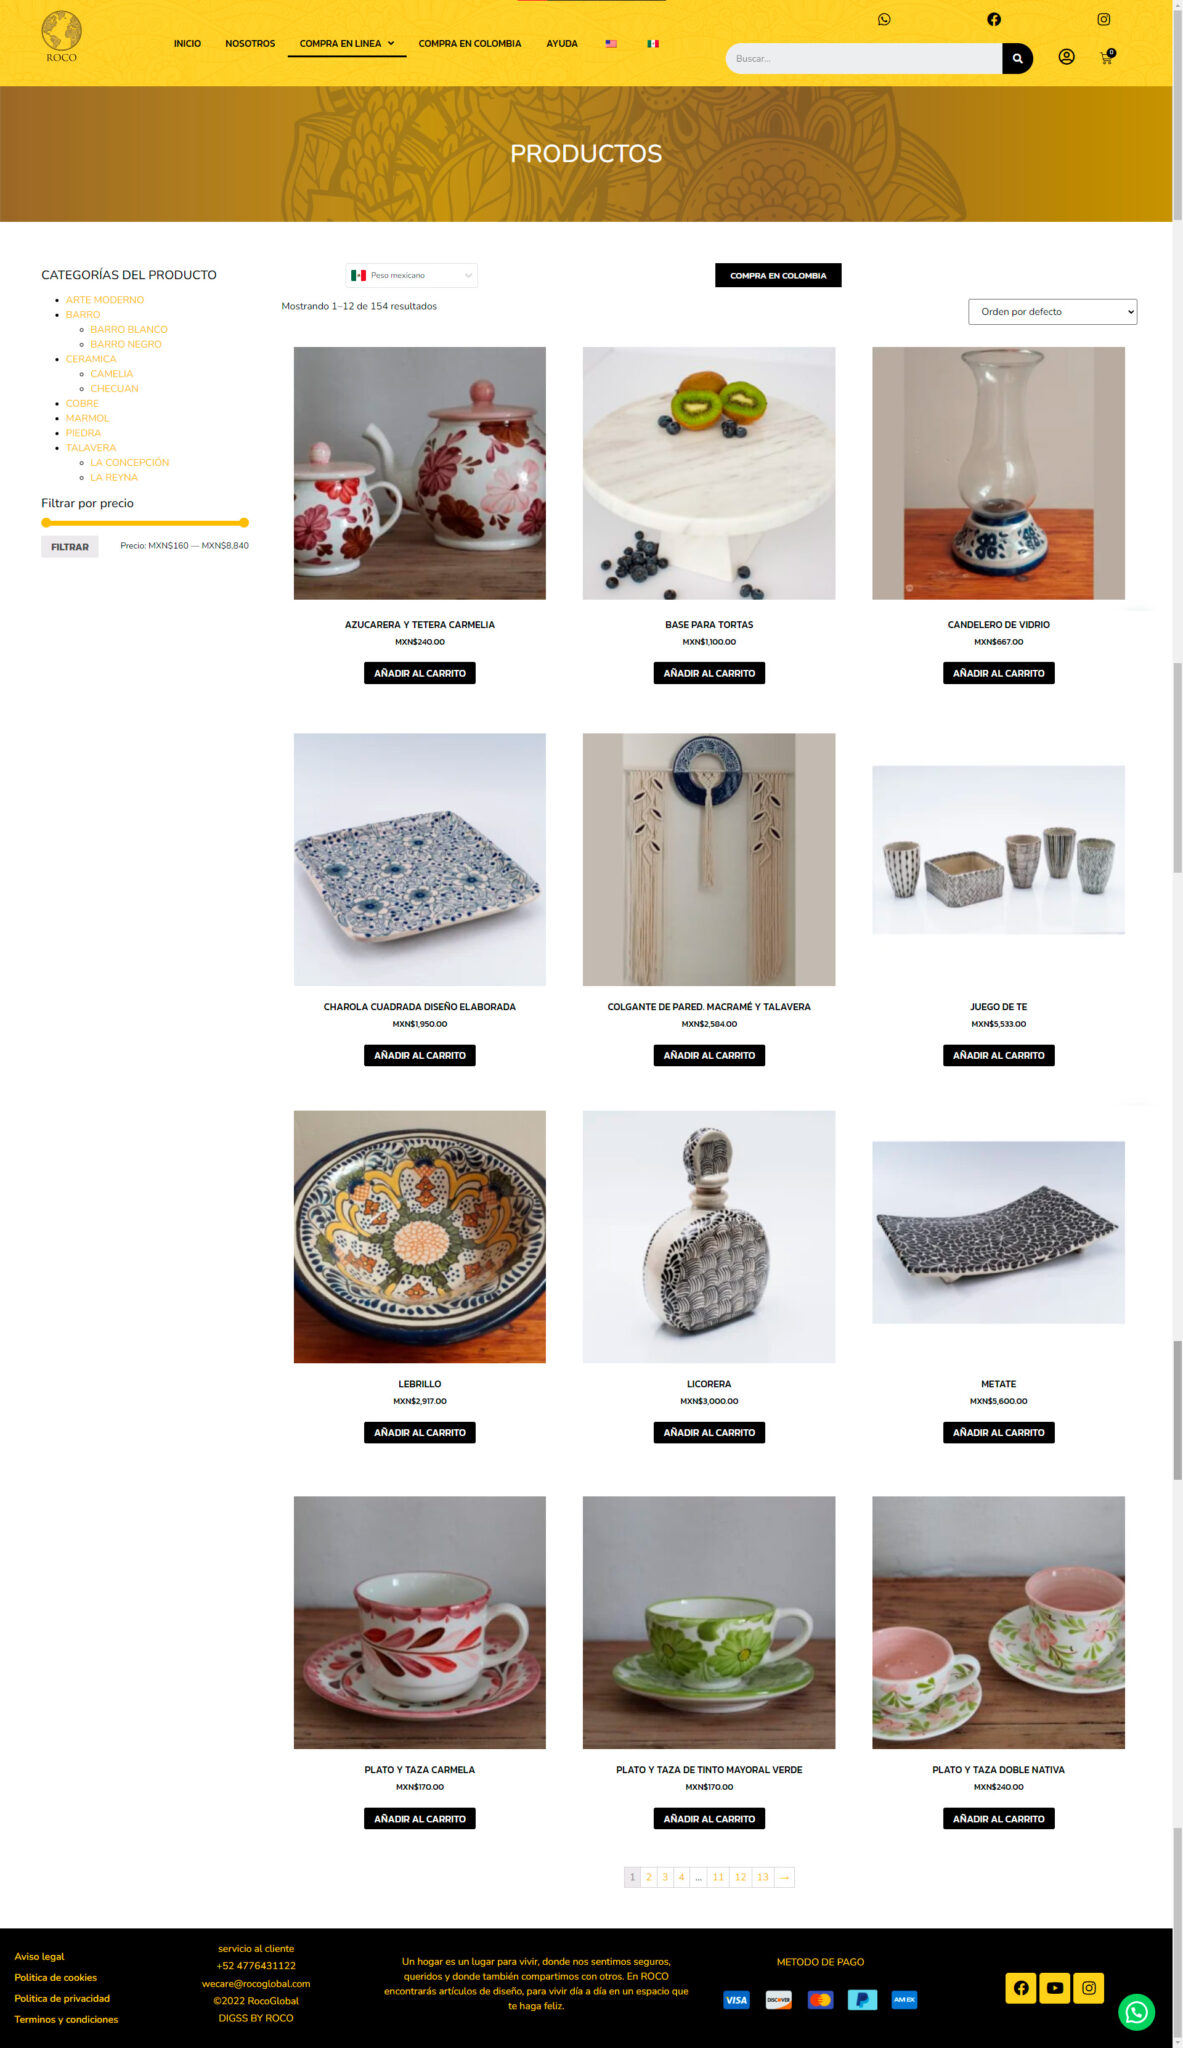 ROCO
INICIO
NOSOTROS
COMPRA EN LINEA
COMPRA EN COLOMBIA
AYUDA
Buscar...
0
PRODUCTOS
CATEGORÍAS DEL PRODUCTO
ARTE MODERNO
BARRO
BARRO BLANCO
BARRO NEGRO
CERAMICA
CAMELIA
CHECUAN
COBRE
MARMOL
PIEDRA
TALAVERA
LA CONCEPCIÓN
LA REYNA
Filtrar por precio
FILTRAR
Precio: MXN$160 — MXN$8,840
Peso mexicano
COMPRA EN COLOMBIA
Mostrando 1–12 de 154 resultados
Orden por defecto
AZUCARERA Y TETERA CARMELIA
MXN$240.00
AÑADIR AL CARRITO
BASE PARA TORTAS
MXN$1,100.00
AÑADIR AL CARRITO
CANDELERO DE VIDRIO
MXN$667.00
AÑADIR AL CARRITO
CHAROLA CUADRADA DISEÑO ELABORADA
MXN$1,950.00
AÑADIR AL CARRITO
COLGANTE DE PARED. MACRAMÉ Y TALAVERA
MXN$2,584.00
AÑADIR AL CARRITO
JUEGO DE TE
MXN$5,533.00
AÑADIR AL CARRITO
LEBRILLO
MXN$2,917.00
AÑADIR AL CARRITO
LICORERA
MXN$3,000.00
AÑADIR AL CARRITO
METATE
MXN$5,600.00
AÑADIR AL CARRITO
PLATO Y TAZA CARMELA
MXN$170.00
AÑADIR AL CARRITO
PLATO Y TAZA DE TINTO MAYORAL VERDE
MXN$170.00
AÑADIR AL CARRITO
PLATO Y TAZA DOBLE NATIVA
MXN$240.00
AÑADIR AL CARRITO
1 2 3 4 … 11 12 13 →
Aviso legal
Politica de cookies
Politica de privacidad
Terminos y condiciones
servicio al cliente
+52 4776431122
wecare@rocoglobal.com
©2022 RocoGlobal
DIGSS BY ROCO
Un hogar es un lugar para vivir, donde nos sentimos seguros,
queridos y donde también compartimos con otros. En ROCO
encontrarás artículos de diseño, para vivir día a día en un espacio que
te haga feliz.
METODO DE PAGO
VISA
DISCOVER
AMEX